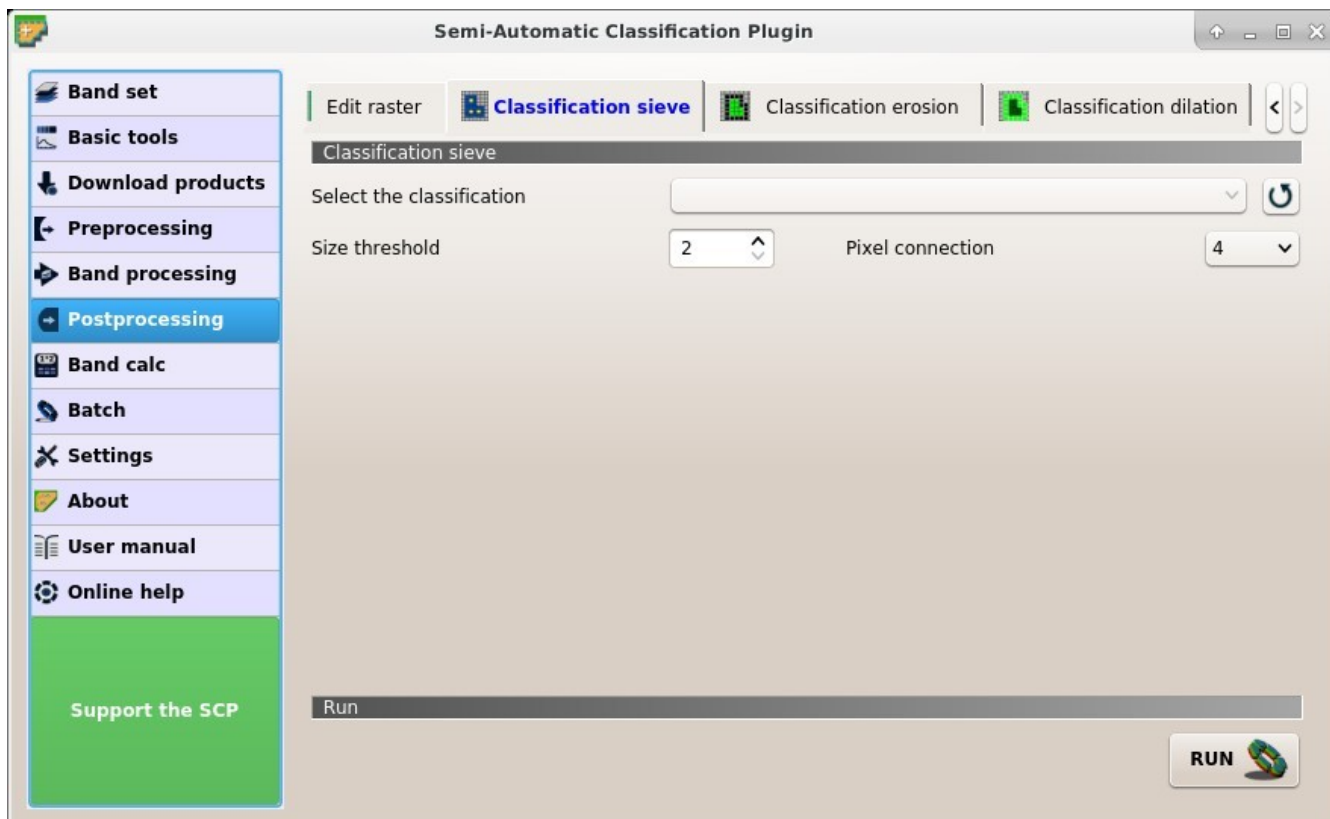 Semi-Automatic Classification Plugin
Band set
Basic tools
Download products
Preprocessing
Band processing
Postprocessing
Band calc
Batch
Settings
About
User manual
Online help
Support the SCP
Edit raster Classification sieve Classification erosion Classification dilation < >
Classification sieve
Select the classification
Size threshold 2 Pixel connection 4
Run
RUN